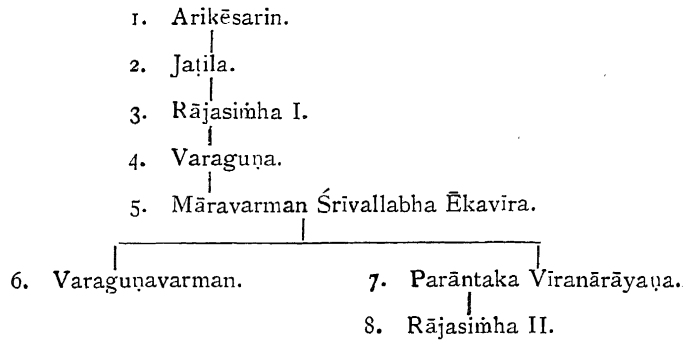 1. Arikēsarin.
2. Jaṭila.
3. Rājasiṁha I.
4. Varaguṇa.
5. Māravarman Śrīvallabha Ēkavīra.
6. Varaguṇavarman. 7. Parāntaka Vīranārāyaṇa.
8. Rājasiṁha II.